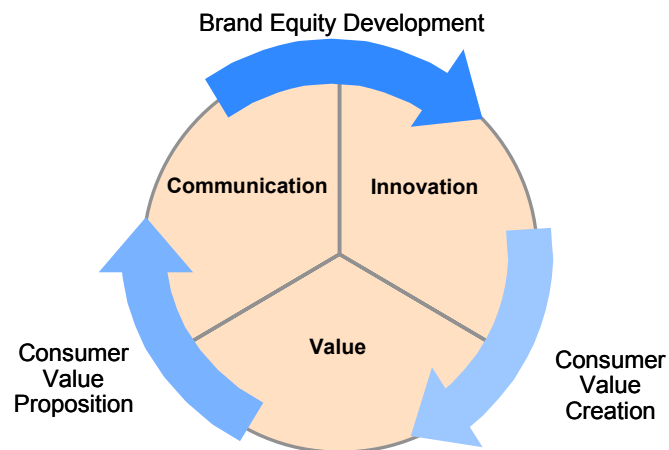 Brand Equity Development
Communication
Innovation
Value
Consumer
Value
Proposition
Consumer
Value
Creation